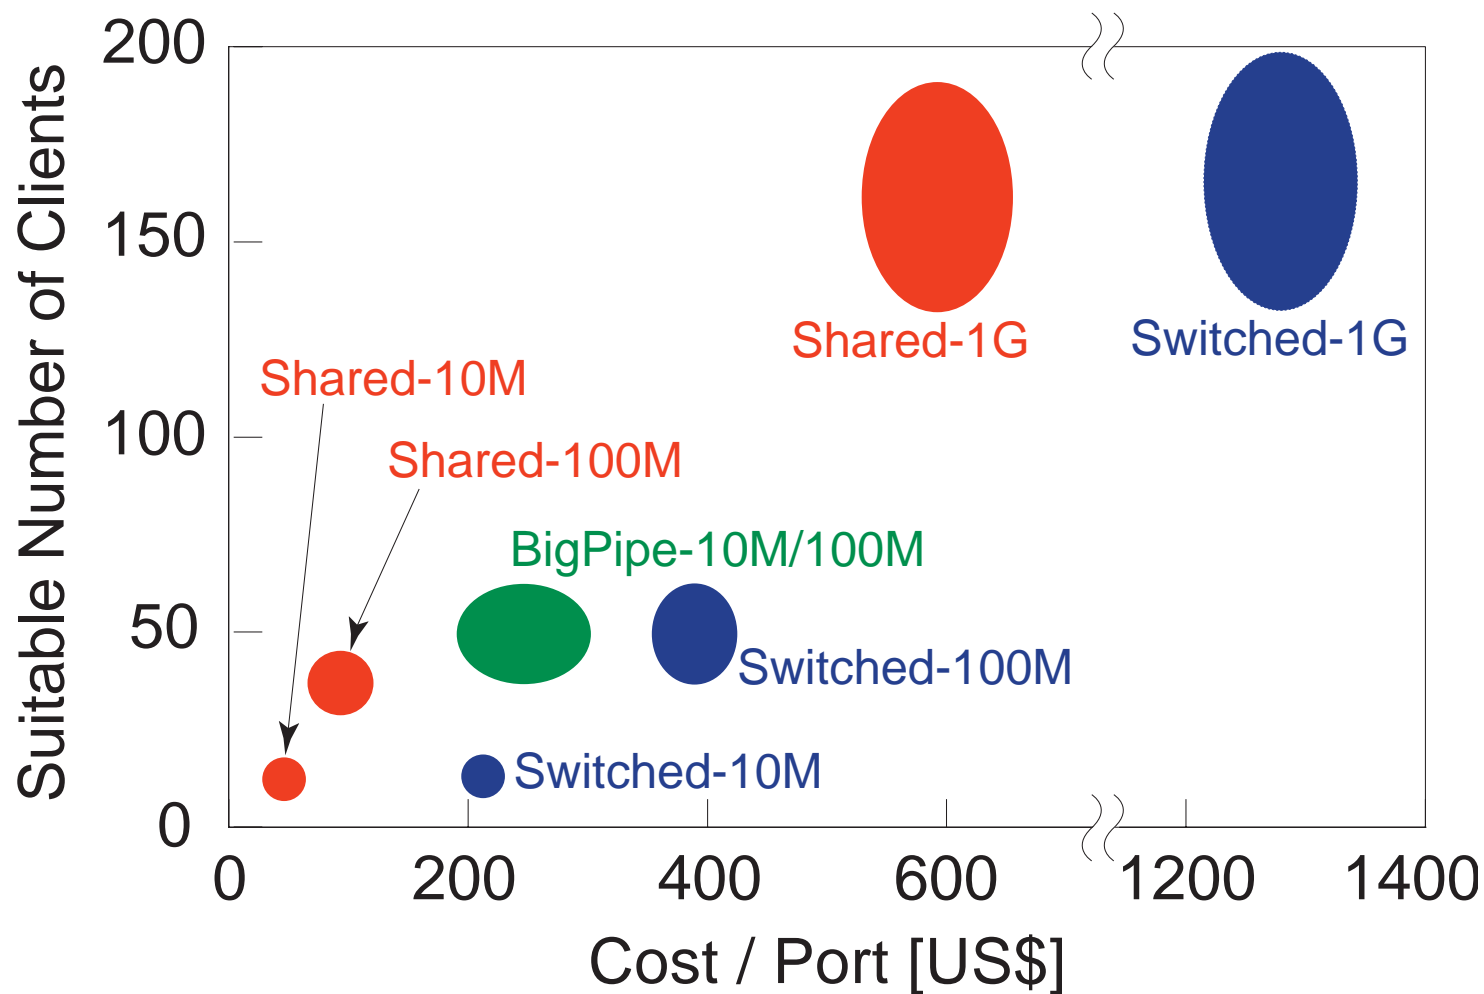 Suitable Number of Clients
200
150
100
50
0
Shared-1G
Switched-1G
Shared-10M
Shared-100M
BigPipe-10M/100M
Switched-100M
Switched-10M
0 200 400 600 1200 1400
Cost / Port [US$]